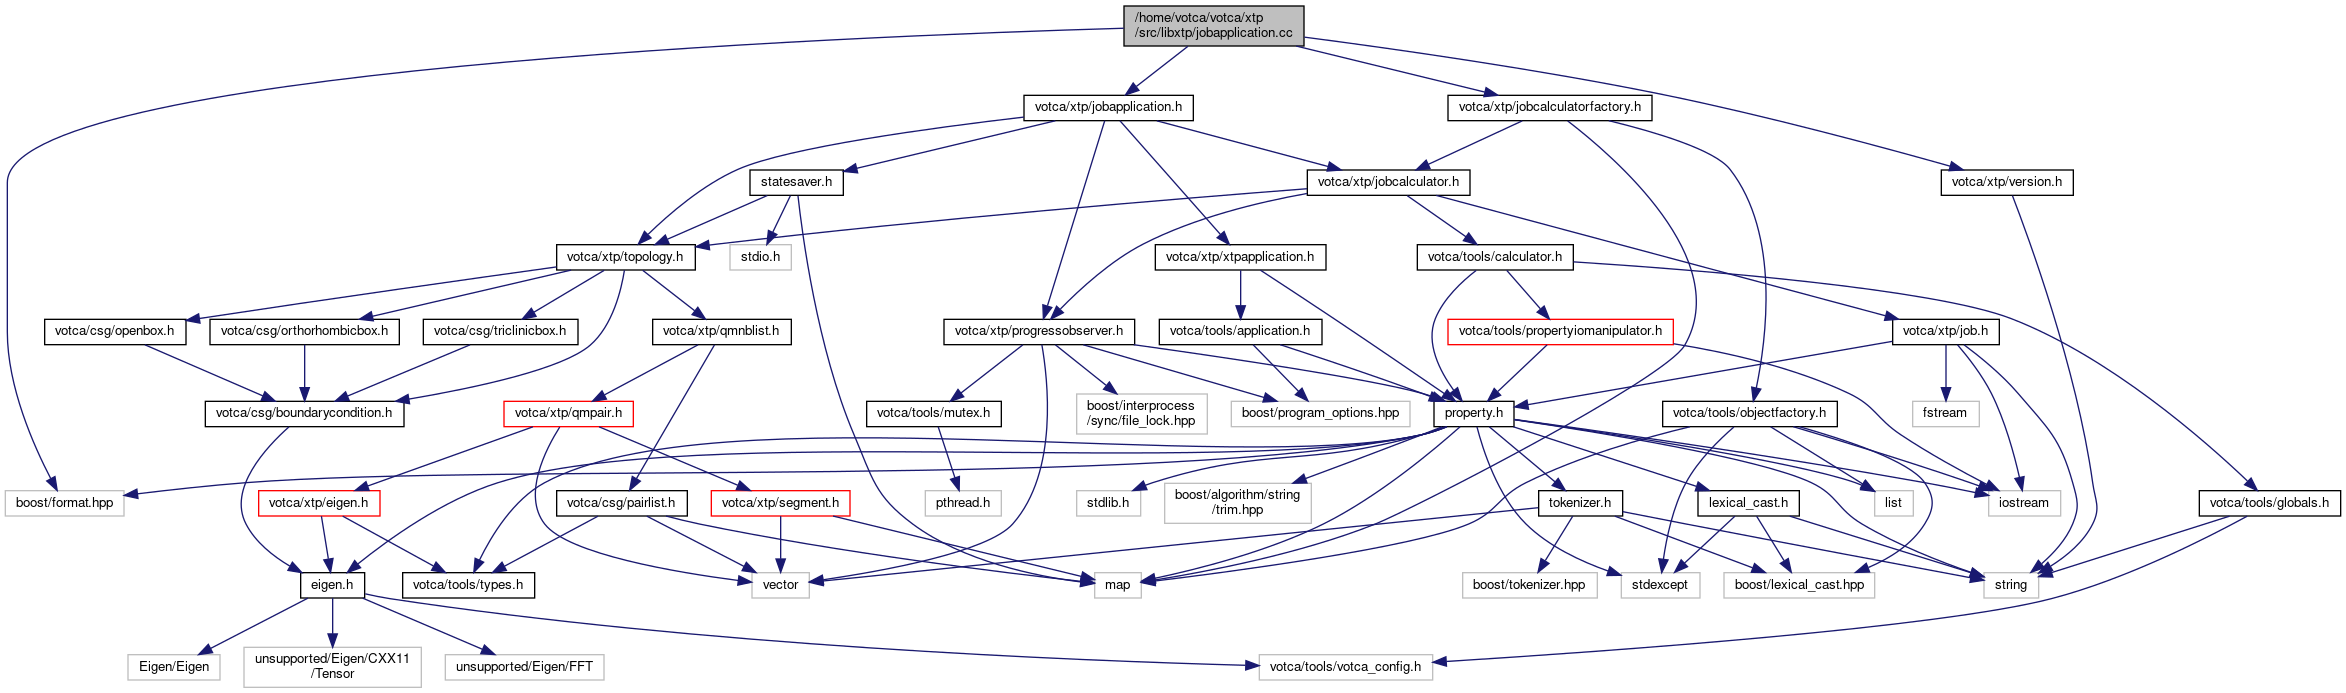 /home/votca/votca/xtp
/src/libxtp/jobapplication.cc
votca/xtp/jobapplication.h
votca/xtp/jobcalculatorfactory.h
statesaver.h
votca/xtp/jobcalculator.h
votca/xtp/version.h
votca/xtp/topology.h
stdio.h
votca/xtp/xtpapplication.h
votca/tools/calculator.h
votca/csg/openbox.h
votca/csg/orthorhombicbox.h
votca/csg/triclinicbox.h
votca/xtp/qmnblist.h
votca/xtp/progressobserver.h
votca/tools/application.h
votca/tools/propertyiomanipulator.h
votca/xtp/job.h
votca/csg/boundarycondition.h
votca/xtp/qmpair.h
votca/tools/mutex.h
boost/interprocess
/sync/file_lock.hpp
boost/program_options.hpp
property.h
votca/tools/objectfactory.h
fstream
boost/format.hpp
votca/xtp/eigen.h
votca/csg/pairlist.h
votca/xtp/segment.h
pthread.h
stdlib.h
boost/algorithm/string
/trim.hpp
tokenizer.h
lexical_cast.h
list
iostream
votca/tools/globals.h
eigen.h
votca/tools/types.h
vector
map
boost/tokenizer.hpp
stdexcept
boost/lexical_cast.hpp
string
Eigen/Eigen
unsupported/Eigen/CXX11
/Tensor
unsupported/Eigen/FFT
votca/tools/votca_config.h